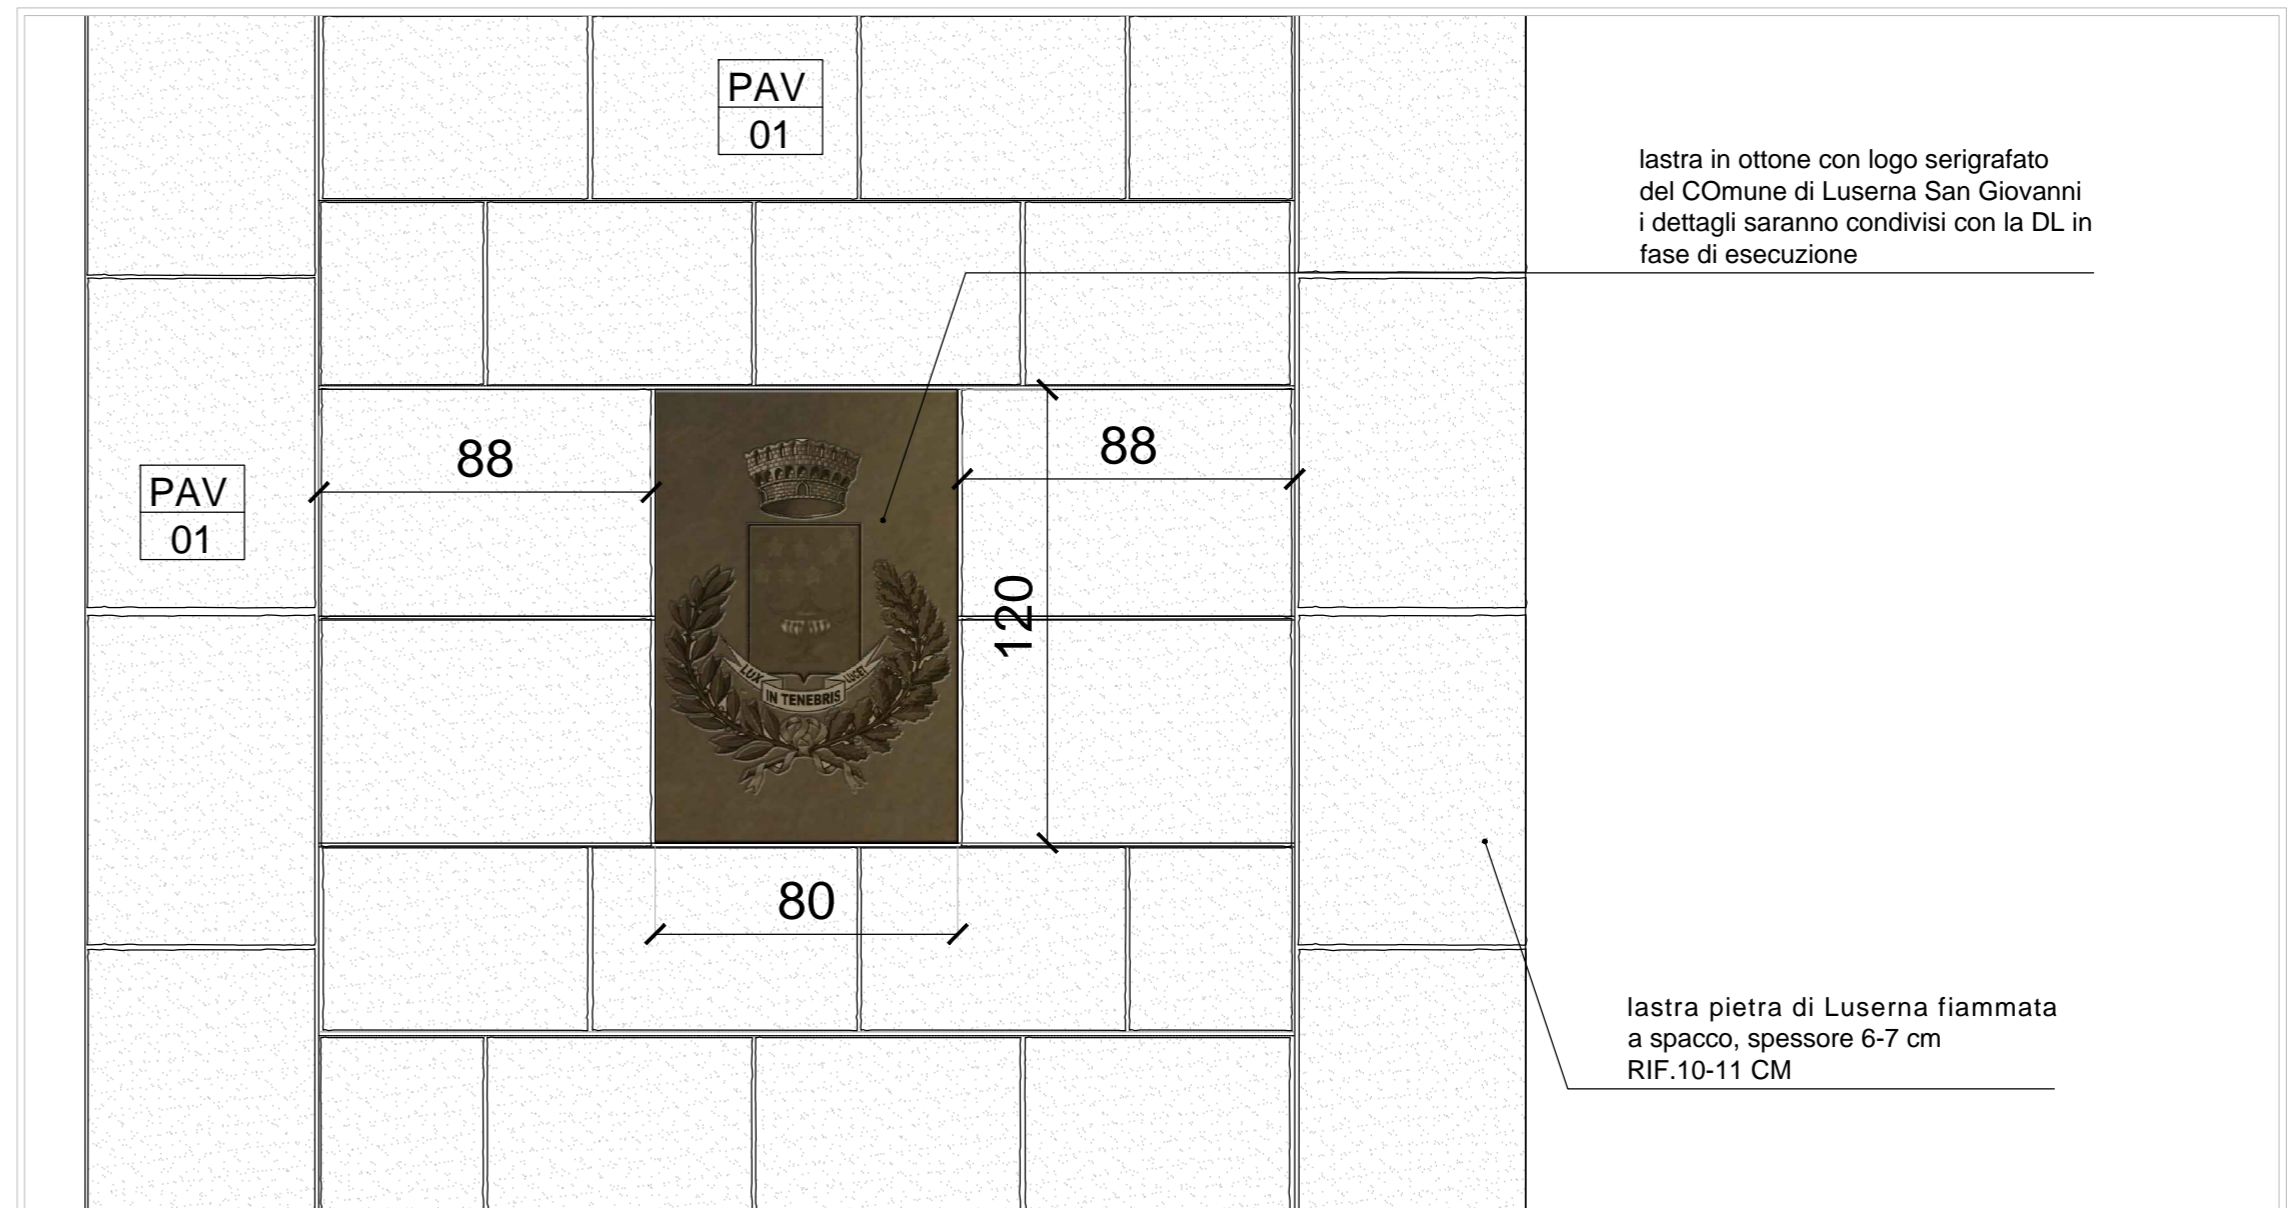 PAV
01
lastra in ottone con logo serigrafato
del COmune di Luserna San Giovanni
i dettagli saranno condivisi con la DL in
fase di esecuzione
88
88
PAV
01
120
LUX
IN TENEBRIS
LUCET
80
lastra pietra di Luserna fiammata
a spacco, spessore 6-7 cm
RIF.10-11 CM